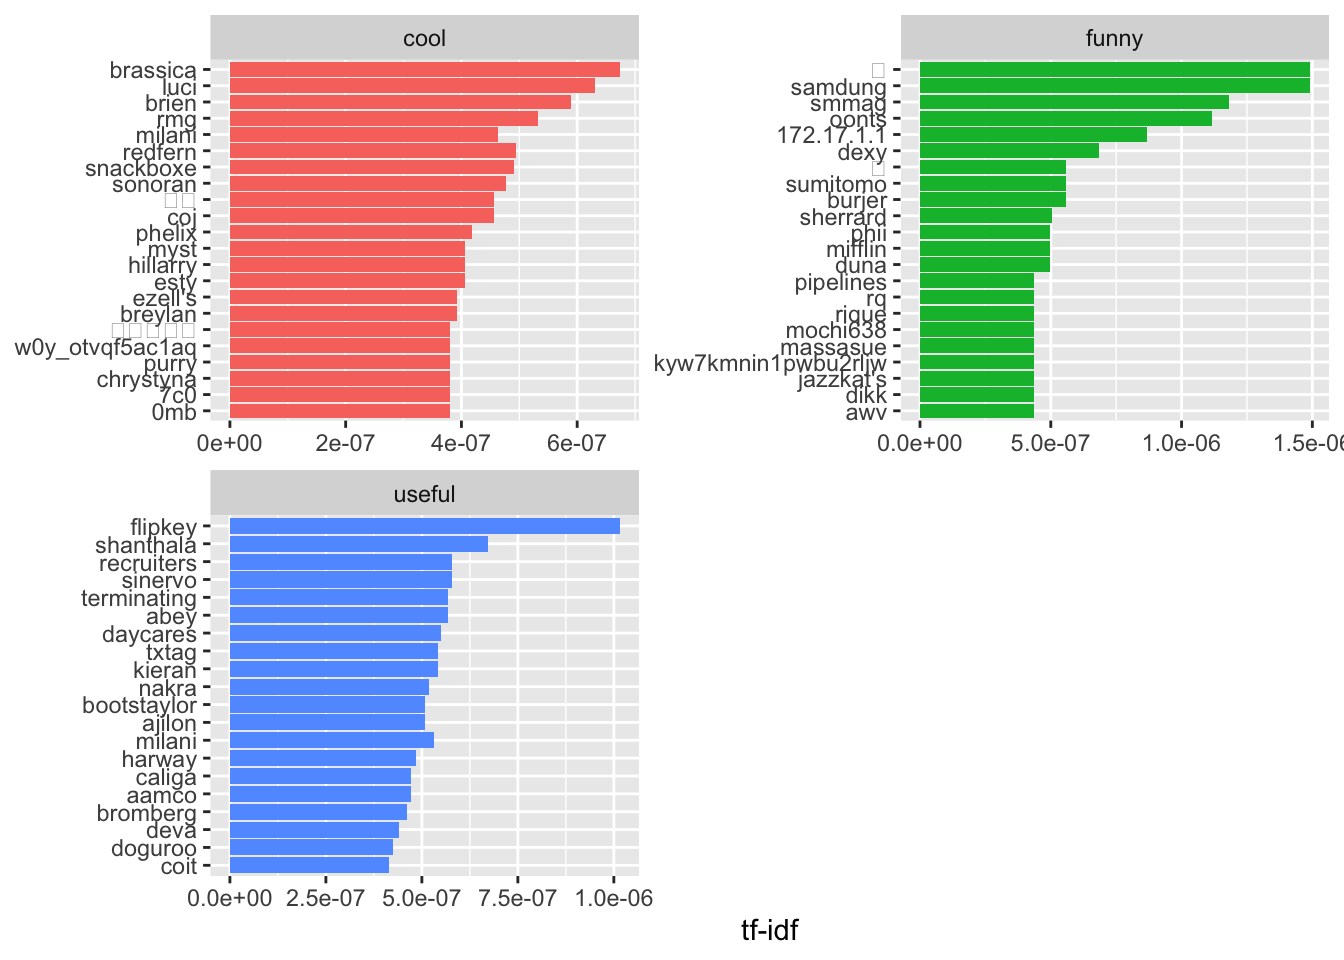 cool
brassica
luci
brien
rmg
milani
redfern
snackboxe
sonoran
coj
phelix
myst
hillarry
esty
ezell's
breylan
w0y_otvqf5ac1aq
purry
chrystyna
7c0
0mb
0e+00 2e-07 4e-07 6e-07
funny
samdung
smmag
oonts
172.17.1.1
dexy
sumitomo
burjer
sherrard
phii
mifflin
duna
pipelines
rq
rique
mochi638
massasue
kyw7kmnin1pwbu2rljw
jazzkat's
dikk
awv
0.0e+00 5.0e-07 1.0e-06 1.5e-0
useful
flipkey
shanthala
recruiters
sinervo
terminating
abey
daycares
txtag
kieran
nakra
bootstaylor
ajilon
milani
harway
caliga
aamco
bromberg
deva
doguroo
coit
0.0e+00 2.5e-07 5.0e-07 7.5e-07 1.0e-06
tf-idf